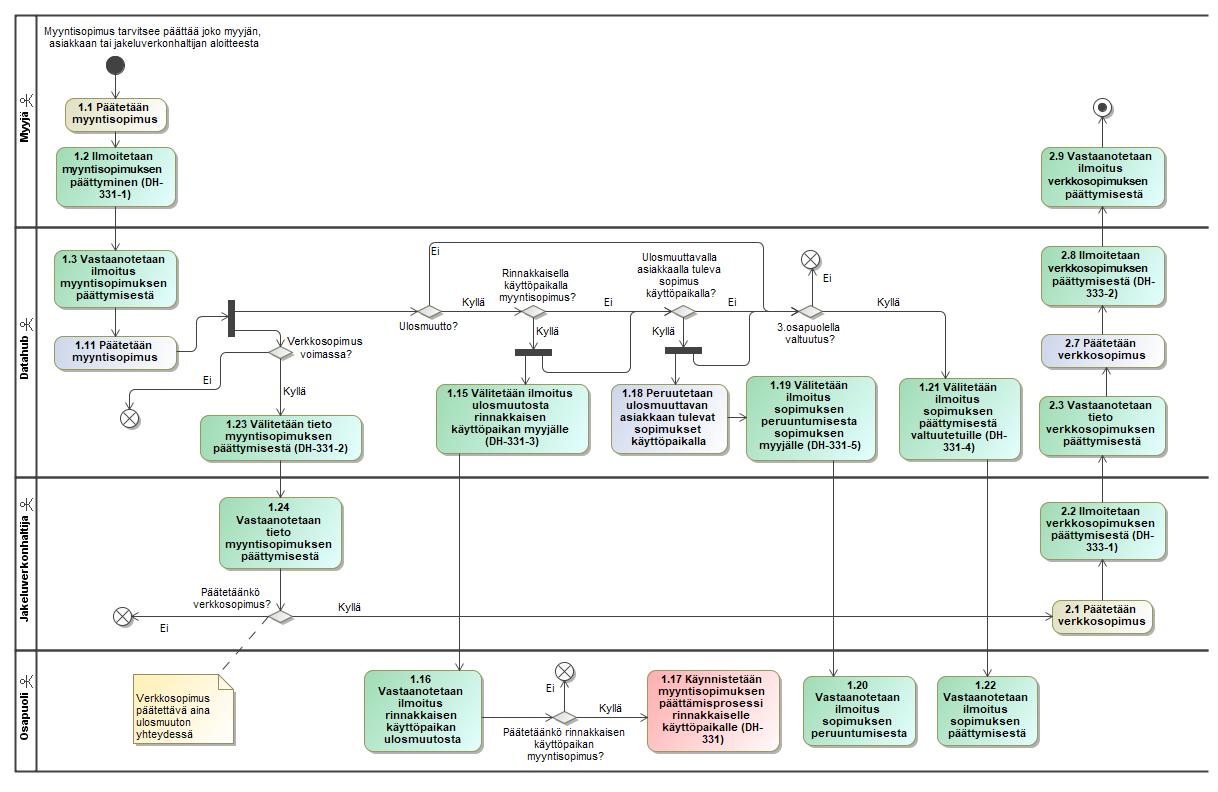 Myyntisopimus tarvitsee päättää joko myyjän,
asiakkaan tai jakeluverkonhaltijan aloitteesta
Myyjä
1.1 Päätetään
myyntisopimus
1.2 Ilmoitetaan
myyntisopimuksen
päättyminen (DH-
331-1)
2.9 Vastaanotetaan
ilmoitus
verkkosopimuksen
päättymisestä
Datahub
1.3 Vastaanotetaan
ilmoitus
myyntisopimuksen
päättymisestä
1.11 Päätetään
myyntisopimus
Verkkosopimus
voimassa?
Ei
Kyllä
1.23 Välitetään tieto
myyntisopimuksen
päättymisestä (DH-331-2)
Ulosmuutto?
Ei
Kyllä
Rinnakkaisella
käyttöpaikalla
myyntisopimus?
Ei
Kyllä
1.15 Välitetään ilmoitus
ulosmuutosta
rinnakkaisen
käyttöpaikan myyjälle
(DH-331-3)
Ulosmuuttavalla
asiakkaalla tuleva
sopimus
käyttöpaikalla?
Ei
Kyllä
1.18 Peruutetaan
ulosmuuttavan
asiakkaan tulevat
sopimukset
käyttöpaikalla
1.19 Välitetään
ilmoitus
sopimuksen
peruuntumisesta
sopimuksen
myyjälle (DH-331-5)
3.osapuolella
valtuutus?
Ei
Kyllä
1.21 Välitetään
ilmoitus
sopimuksen
päättymisestä
valtuutetuille (DH-
331-4)
2.8 Ilmoitetaan
verkkosopimuksen
päättymisestä (DH-
333-2)
2.7 Päätetään
verkkosopimus
2.3 Vastaanotetaan
tieto
verkkosopimuksen
päättymisestä
Jakeluverkonhaltija
1.24
Vastaanotetaan
tieto
myyntisopimuksen
päättymisestä
Päätetäänkö
verkkosopimus?
Ei
Kyllä
2.2 Ilmoitetaan
verkkosopimuksen
päättymisestä (DH-
333-1)
2.1 Päätetään
verkkosopimus
Osapuoli
Verkkosopimus
päätettävä aina
ulosmuuton
yhteydessä
1.16
Vastaanotetaan
ilmoitus
rinnakkaisen
käyttöpaikan
ulosmuutosta
Ei
Kyllä
Päätetäänkö rinnakkaisen
käyttöpaikan
myyntisopimus?
1.17 Käynnistetään
myyntisopimuksen
päättämisprosessi
rinnakkaiselle
käyttöpaikalle (DH-
331)
1.20
Vastaanotetaan
ilmoitus
sopimuksen
peruuntumisesta
1.22
Vastaanotetaan
ilmoitus
sopimuksen
päättymisestä